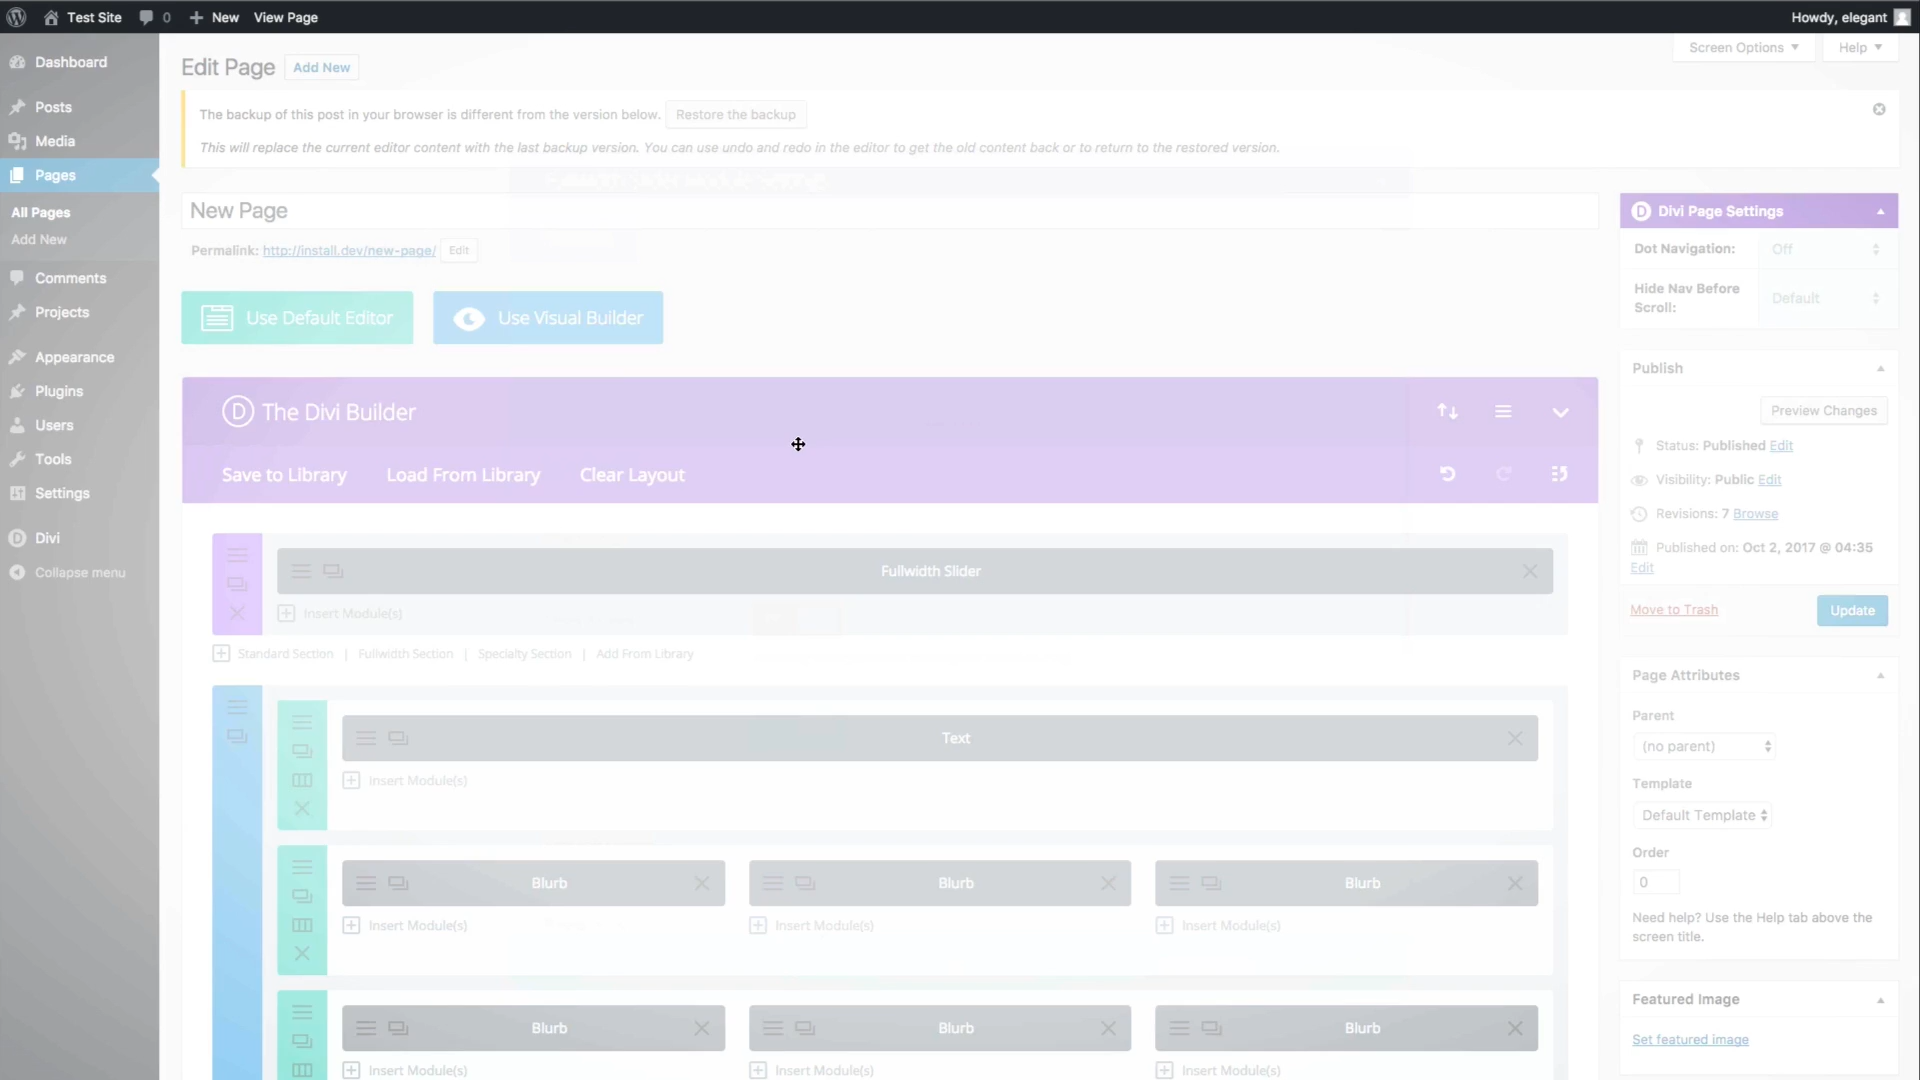 Test Site
0
New
View Page
Howdy, elegant
Dashboard
Posts
Media
Pages
All Pages
Add New
Comments
Projects
Appearance
Plugins
Users
Tools
Settings
Divi
Collapse menu
Edit Page
Add New
Screen Options
Help
The backup of this post in your browser is different from the version below.
Restore the backup
This will replace the current editor content with the last backup version. You can use undo and redo in the editor to get the old content back or to return to the restored version.
New Page
Permalink: http://install.dev/new-page/
Edit
Use Default Editor
Use Visual Builder
D The Divi Builder
Save to Library
Load From Library
Clear Layout
Fullwidth Slider
Insert Module(s)
Standard Section | Fullwidth Section | Specialty Section | Add From Library
Text
Insert Module(s)
Blurb
Blurb
Blurb
Insert Module(s)
Insert Module(s)
Insert Module(s)
Blurb
Blurb
Blurb
Insert Module(s)
Insert Module(s)
Insert Module(s)
D Divi Page Settings
Dot Navigation:
Off
Hide Nav Before
Scroll:
Default
Publish
Preview Changes
Status: Published Edit
Visibility: Public Edit
Revisions: 7 Browse
Published on: Oct 2, 2017 @ 04:35
Edit
Move to Trash
Update
Page Attributes
Parent
(no parent)
Template
Default Template
Order
0
Need help? Use the Help tab above the
screen title.
Featured Image
Set featured image